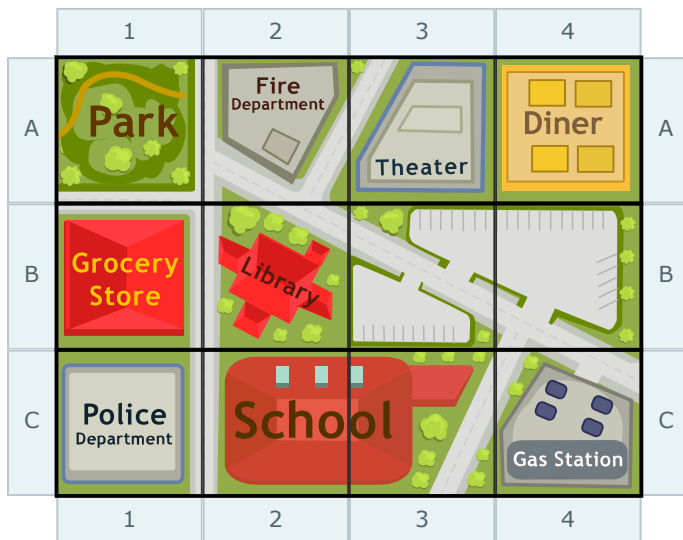 1 2 3 4
A A
Park
Fire
Department
Theater
Diner
B B
Grocery
Store
Library
C C
Police
Department
School
Gas Station
1 2 3 4